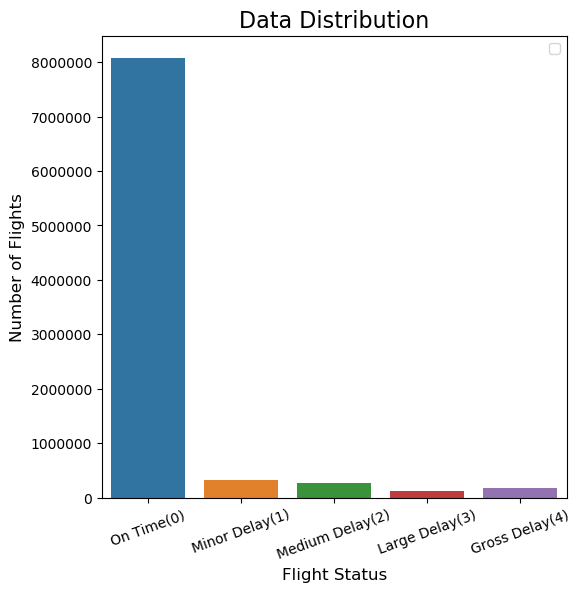 Data Distribution
Number of Flights
8000000
7000000
6000000
5000000
4000000
3000000
2000000
1000000
0
On Time(0)
Minor Delay(1)
Medium Delay(2)
Large Delay(3)
Gross Delay(4)
Flight Status